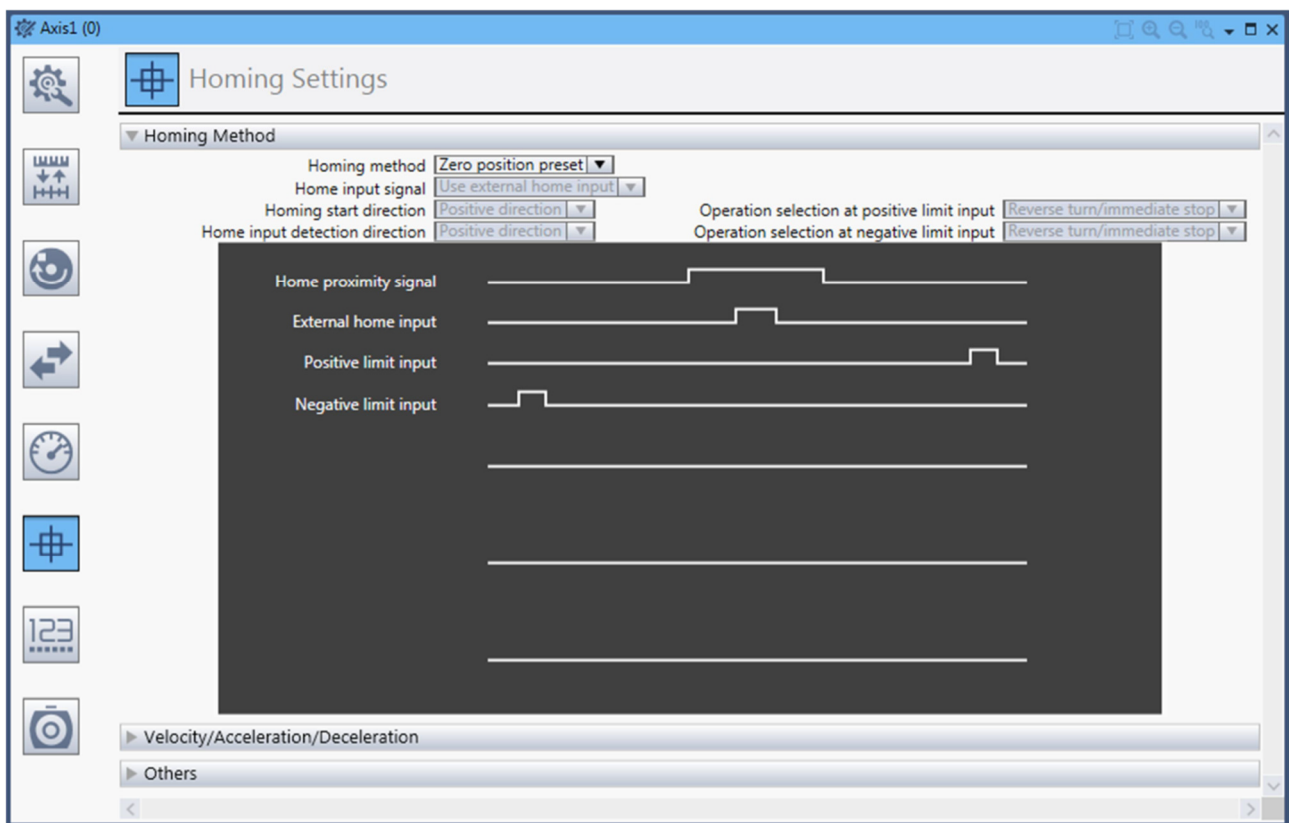 Axis1 (0)
Homing Settings
Homing Method
Homing method Zero position preset
Home input signal Use external home input
Homing start direction Positive direction Operation selection at positive limit input Reverse turn/immediate stop
Home input detection direction Positive direction Operation selection at negative limit input Reverse turn/immediate stop
Home proximity signal
External home input
Positive limit input
Negative limit input
123
Velocity/Acceleration/Deceleration
Others